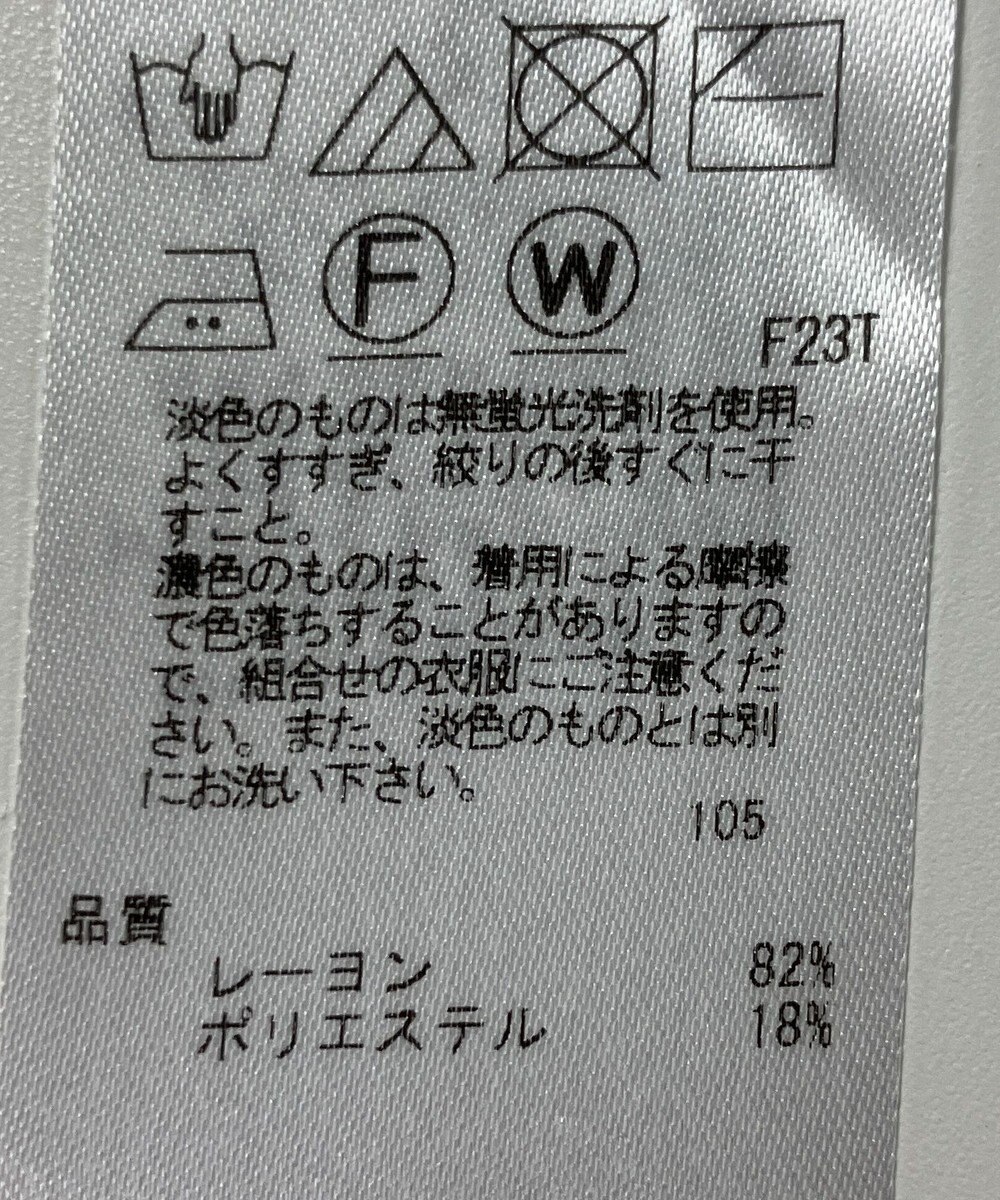 F
W
F23T
淡色のものは無蛍光洗剤を使用。
よくすすぎ、絞りの後すぐに干
すこと。
濃色のものは、着用による摩擦
で色落ちすることがありますの
で、組合せの衣服にご注意くだ
さい。また、淡色のものとは別
にお洗い下さい。
105
品質
レーヨン 82%
ポリエステル 18%